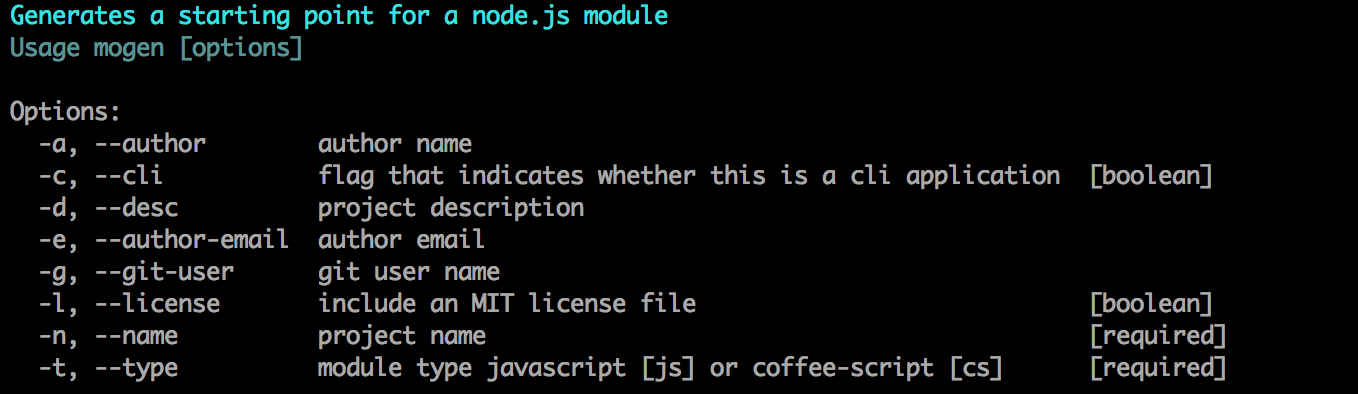 Generates a starting point for a node.js module
Usage mogen [options]
Options:
-a, --author author name
-c, --cli flag that indicates whether this is a cli application [boolean]
-d, --desc project description
-e, --author-email author email
-g, --git-user git user name
-l, --license include an MIT license file [boolean]
-n, --name project name [required]
-t, --type module type javascript [js] or coffee-script [cs] [required]